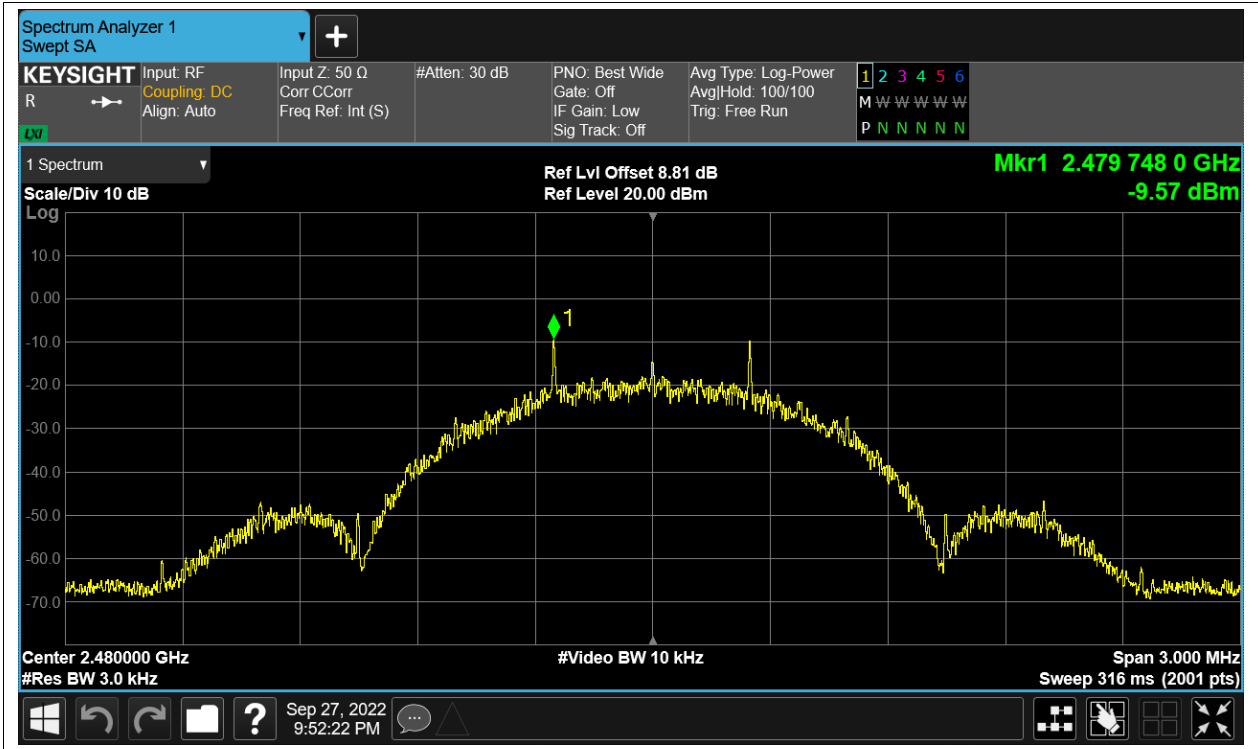 Spectrum Analyzer 1
Swept SA
+
KEYSIGHT
R
LXI
Input: RF
Coupling: DC
Align: Auto
Input Z: 50 Ω
Corr CCorr
Freq Ref: Int (S)
#Atten: 30 dB
PNO: Best Wide
Gate: Off
IF Gain: Low
Sig Track: Off
Avg Type: Log-Power
Avg|Hold: 100/100
Trig: Free Run
1 2 3 4 5 6
M W W W W W
P N N N N N
1 Spectrum
Scale/Div 10 dB
Log
Ref Lvl Offset 8.81 dB
Ref Level 20.00 dBm
Mkr1 2.479 748 0 GHz
-9.57 dBm
10.0
0.00
-10.0
-20.0
-30.0
-40.0
-50.0
-60.0
-70.0
1
Center 2.480000 GHz
#Res BW 3.0 kHz
#Video BW 10 kHz
Span 3.000 MHz
Sweep 316 ms (2001 pts)
?
Sep 27, 2022
9:52:22 PM